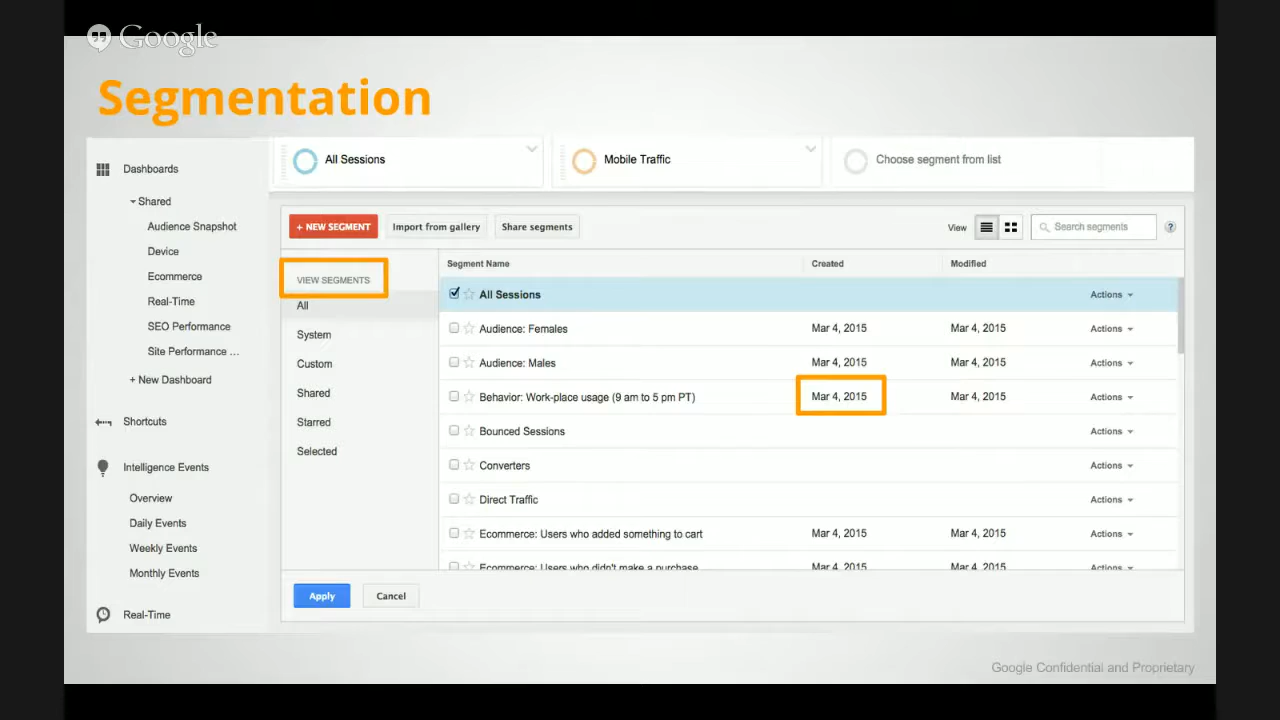 Google
Segmentation
All Sessions
Mobile Traffic
Choose segment from list
Dashboards
Shared
Audience Snapshot
Device
Ecommerce
Real-Time
SEO Performance
Site Performance ...
+ New Dashboard
Shortcuts
Intelligence Events
Overview
Daily Events
Weekly Events
Monthly Events
Real-Time
+ NEW SEGMENT Import from gallery Share segments View Search segments ?
VIEW SEGMENTS
All
System
Custom
Shared
Starred
Selected
Segment Name Created Modified
All Sessions Actions
Audience: Females Mar 4, 2015 Mar 4, 2015 Actions
Audience: Males Mar 4, 2015 Mar 4, 2015 Actions
Behavior: Work-place usage (9 am to 5 pm PT) Mar 4, 2015 Mar 4, 2015 Actions
Bounced Sessions Actions
Converters Actions
Direct Traffic Actions
Ecommerce: Users who added something to cart Mar 4, 2015 Mar 4, 2015 Actions
Ecommerce: Users who didn't make a purchase Mar 4, 2015 Mar 4, 2015 Actions
Apply Cancel
Google Confidential and Proprietary